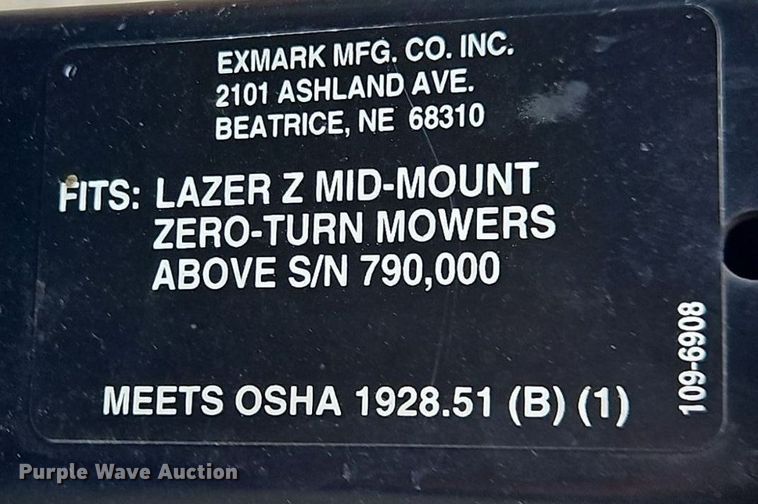 EXMARK MFG. CO. INC.
2101 ASHLAND AVE.
BEATRICE, NE 68310
FITS: LAZER Z MID-MOUNT
ZERO-TURN MOWERS
ABOVE S/N 790,000
MEETS OSHA 1928.51 (B) (1)
109-6908
Purple Wave Auction